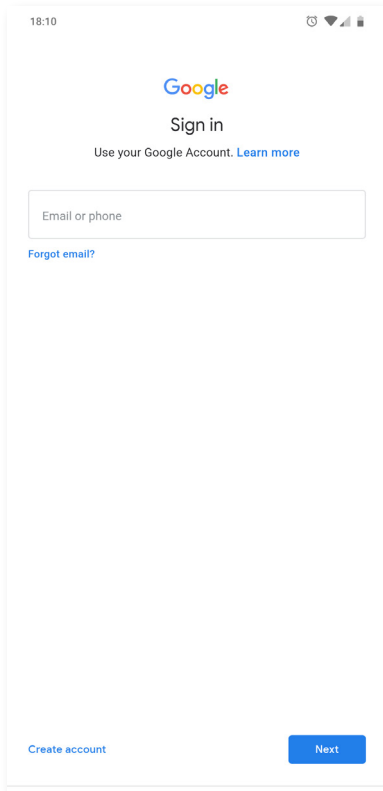 18:10
Google
Sign in
Use your Google Account. Learn more
Email or phone
Forgot email?
Create account
Next